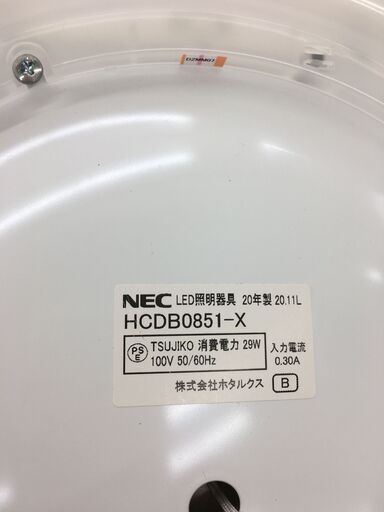 DZMM01
NEC LED照明器具 20年製 20.11L
HCDB0851-X
PSE TSUJIKO 消費電力 29W 入力電流
100V 50/60Hz 0.30A
株式会社ホタルクス B